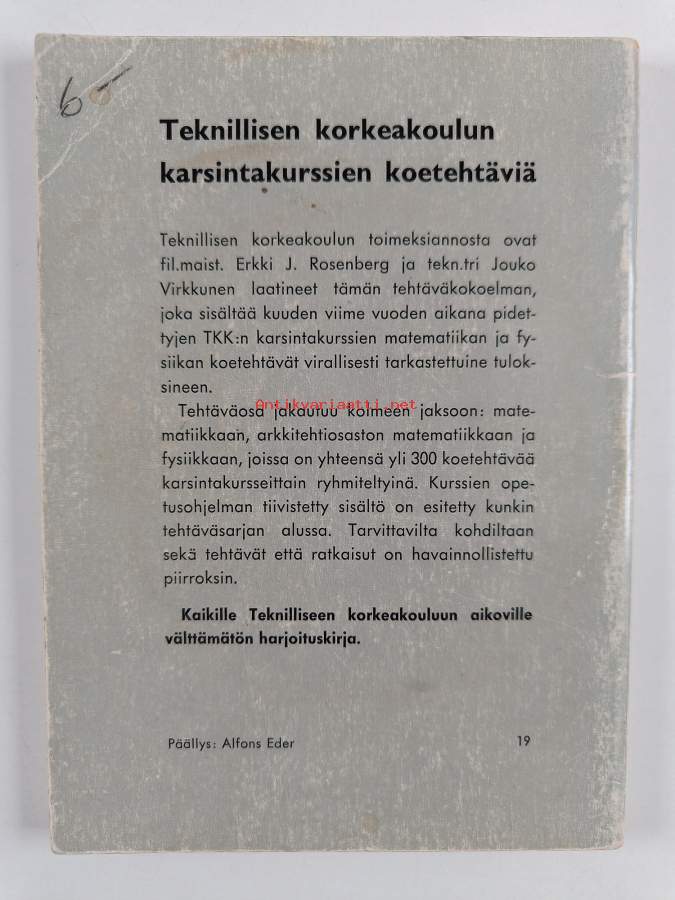 6-
Teknillisen korkeakoulun
karsintakurssien koetehtäviä
Teknillisen korkeakoulun toimeksiannosta ovat
fil.maist. Erkki J. Rosenberg ja tekn.tri Jouko
Virkkunen laatineet tämän tehtäväkokoelman,
joka sisältää kuuden viime vuoden aikana pidet-
tyjen TKK:n karsintakurssien matematiikan ja fy-
siikan koetehtävät virallisesti tarkastettuine tulok-
sineen.
Antikvariaatti.net
Tehtäväosa jakautuu kolmeen jaksoon: mate-
matiikkaan, arkkitehtiosaston matematiikkaan ja
fysiikkaan, joissa on yhteensä yli 300 koetehtävää
karsintakursseittain ryhmiteltyinä. Kurssien ope-
tusohjelman tiivistetty sisältö on esitetty kunkin
tehtäväsarjan alussa. Tarvittavilta kohdiltaan
sekä tehtävät että ratkaisut on havainnollistettu
piirroksin.
Kaikille Teknilliseen korkeakouluun aikoville
välttämätön harjoituskirja.
Päällys: Alfons Eder
19